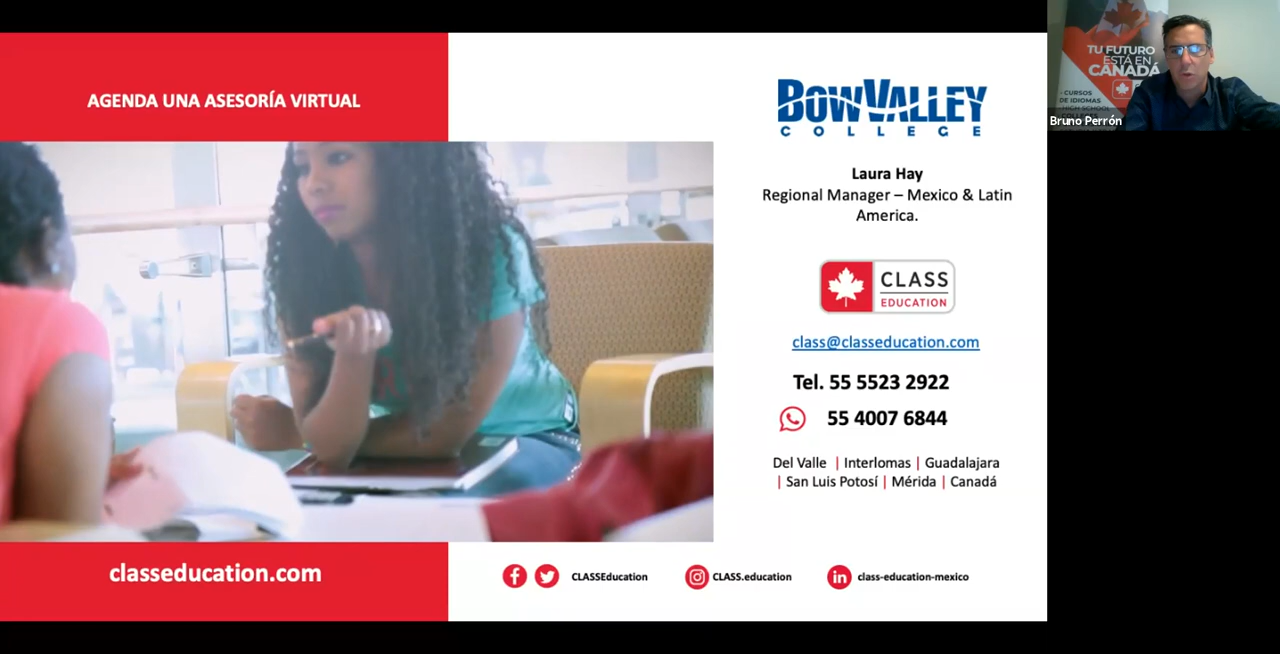 AGENDA UNA ASESORÍA VIRTUAL
BOW VALLEY
COLLEGE
Laura Hay
Regional Manager – Mexico & Latin
America.
CLASS
EDUCATION
class@classeducation.com
Tel. 55 5523 2922
55 4007 6844
Del Valle | Interlomas | Guadalajara
| San Luis Potosí | Mérida | Canadá
classeducation.com
CLASSEducation
CLASS.education
class-education-mexico
TU FUTURO
ESTÁ EN
CANADÁ
- CURSOS
DE IDIOMAS
- HIGH SCHOOL
Bruno Perrón